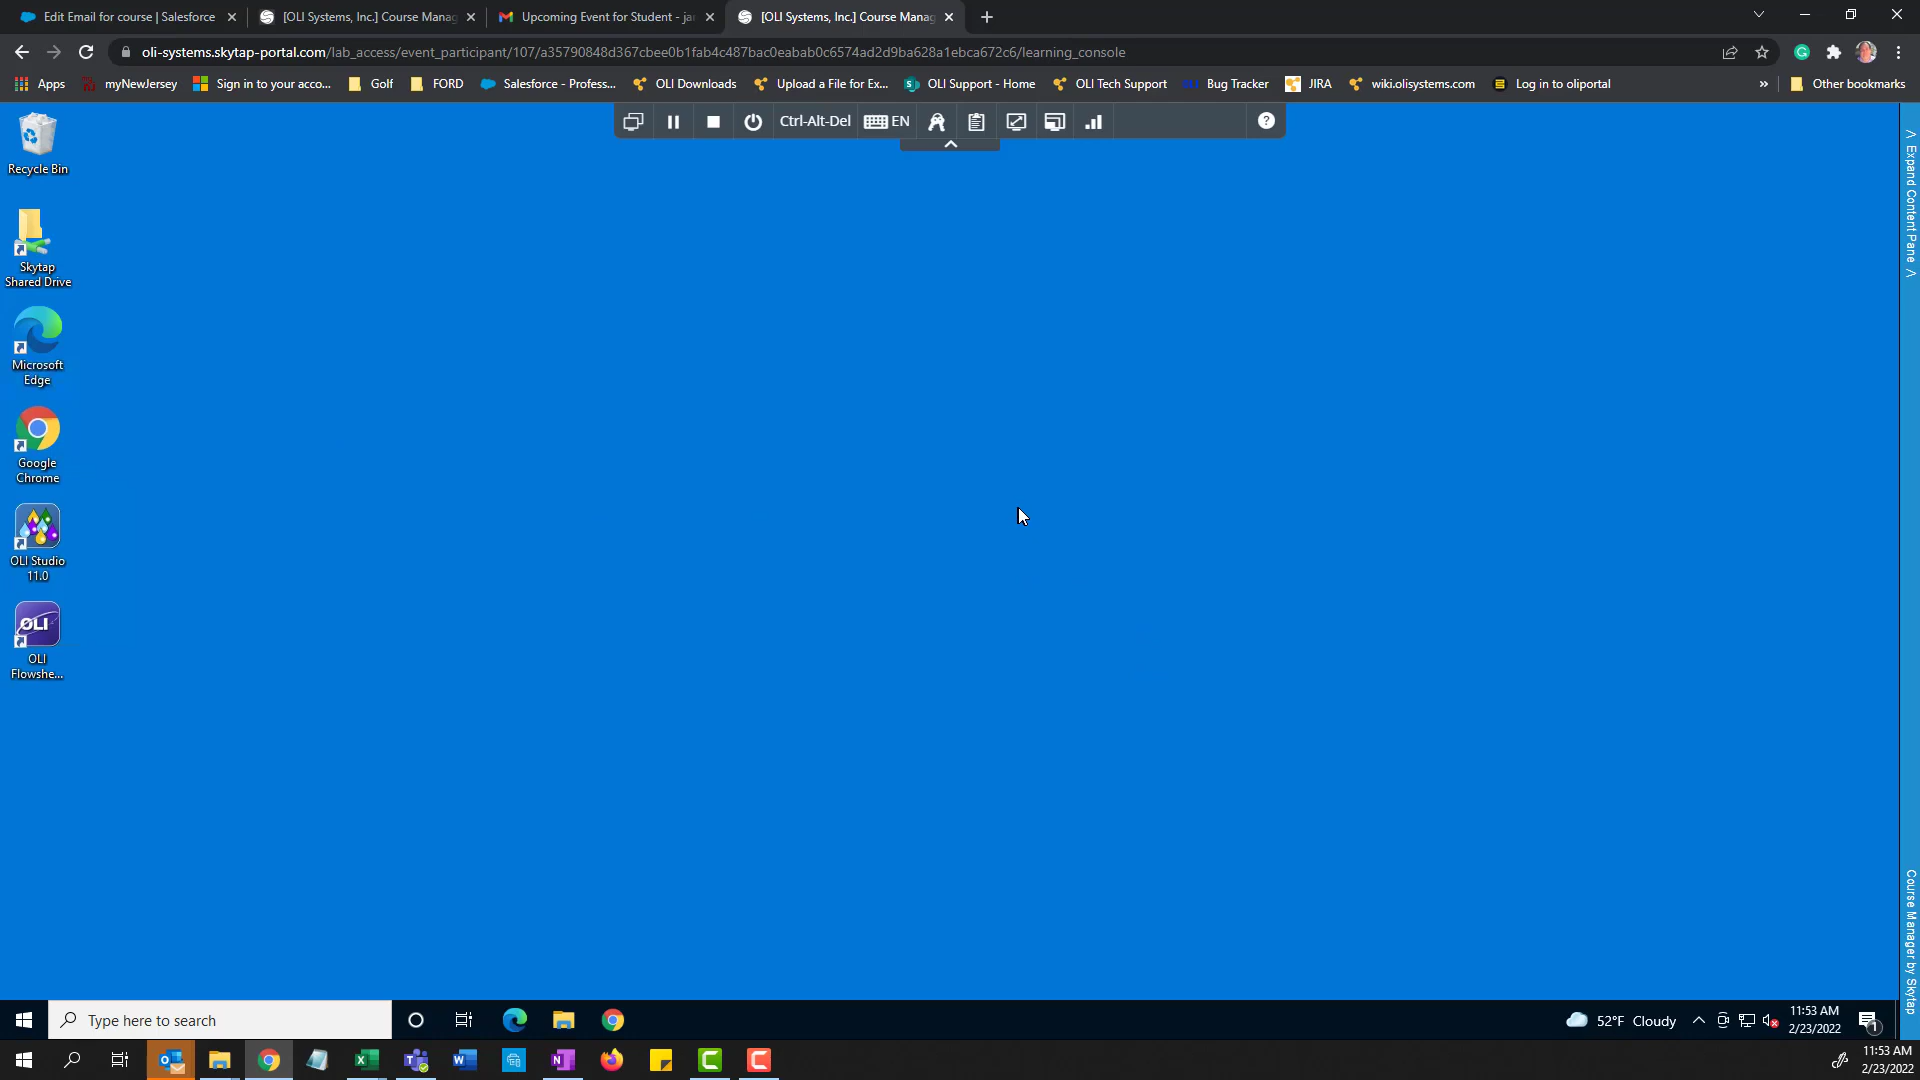 Edit Email for course | Salesforce
[OLI Systems, Inc.] Course Manag
Upcoming Event for Student - jar
[OLI Systems, Inc.] Course Manag
oli-systems.skytap-portal.com/lab_access/event_participant/107/a35790848d367cbee0b1fab4c487bac0eabab0c6574ad2d9ba628a1ebca672c6/learning_console
Apps
myNewJersey
Sign in to your acco...
Golf
FORD
Salesforce - Profess...
OLI Downloads
Upload a File for Ex...
OLI Support - Home
OLI Tech Support
Bug Tracker
JIRA
wiki.olisystems.com
Log in to oliportal
»
Other bookmarks
Ctrl-Alt-Del
EN
Recycle Bin
Skytap
Shared Drive
Microsoft
Edge
Google
Chrome
OLI Studio
11.0
OLI
OLI
Flowshe...
Expand Content Pane
Course Manager by Skytap
Type here to search
52°F Cloudy
11:53 AM
2/23/2022
1
11:53 AM
2/23/2022